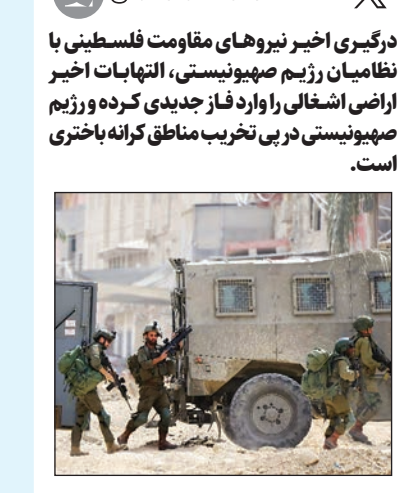 درگیری اخیر نیروهای مقاومت فلسطینی با
نظامیان رژیم صهیونیستی، التهابات اخیر
اراضی اشغالی را وارد فاز جدیدی کرده و رژیم
صهیونیستی در پی تخریب مناطق کرانه باختری
است.